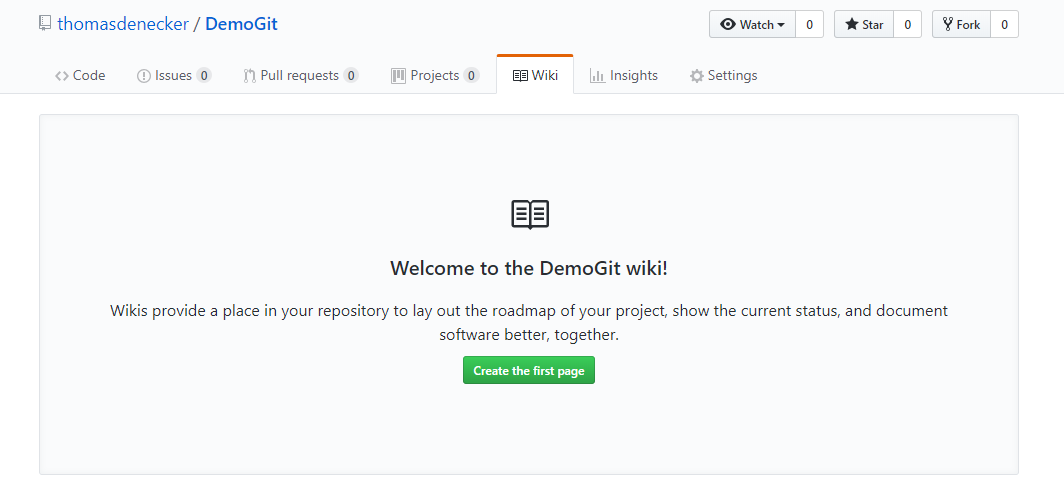 thomasdenecker / DemoGit
Watch 0 Star 0 Fork 0
Code Issues 0 Pull requests 0 Projects 0 Wiki Insights Settings
Welcome to the DemoGit wiki!
Wikis provide a place in your repository to lay out the roadmap of your project, show the current status, and document
software better, together.
Create the first page